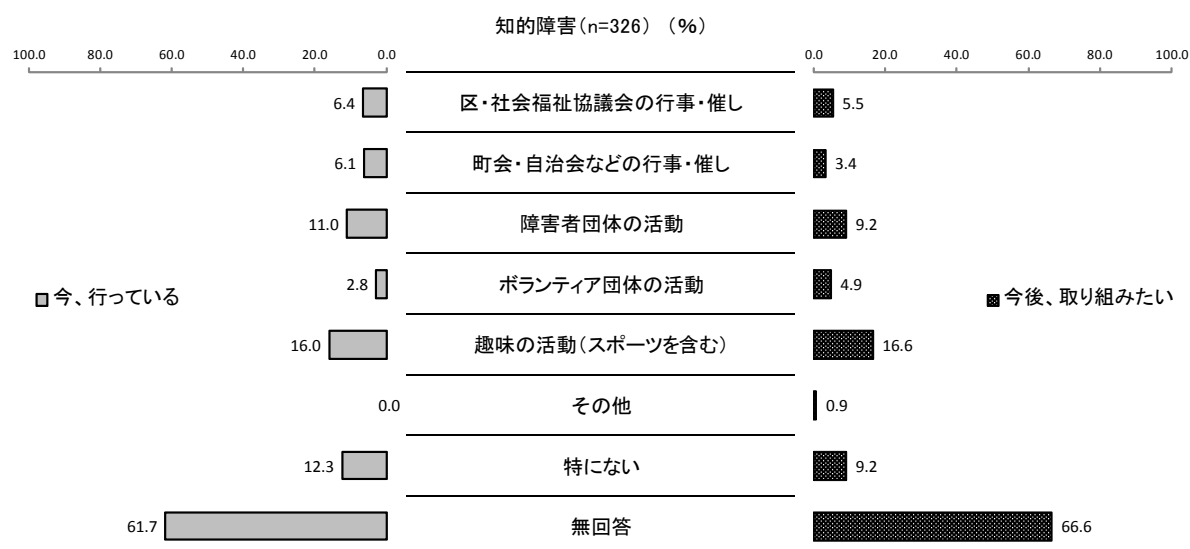 知的障害(n=326) (%)
100.0 80.0 60.0 40.0 20.0 0.0 0.0 20.0 40.0 60.0 80.0 100.0
6.4 区・社会福祉協議会の行事・催し 5.5
6.1 町会・自治会などの行事・催し 3.4
11.0 障害者団体の活動 9.2
2.8 ボランティア団体の活動 4.9
今、行っている 今後、取り組みたい
16.0 趣味の活動(スポーツを含む) 16.6
0.0 その他 0.9
12.3 特にない 9.2
61.7 無回答 66.6